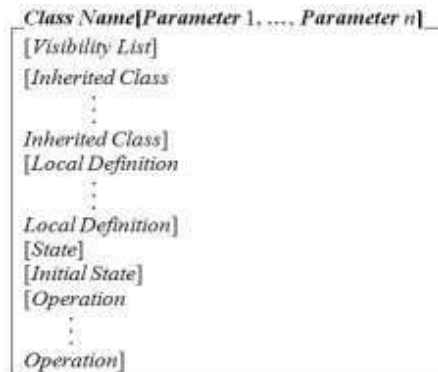 Class Name[Parameter 1, ..., Parameter n]
[Visibility List]
[Inherited Class
⋮
Inherited Class]
[Local Definition
⋮
Local Definition]
[State]
[Initial State]
[Operation
⋮
Operation]